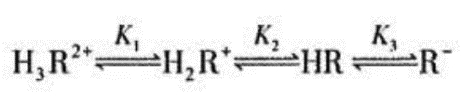 H₃R²⁺ ⇌ K₁ H₂R⁺ ⇌ K₂ HR ⇌ K₃ R⁻